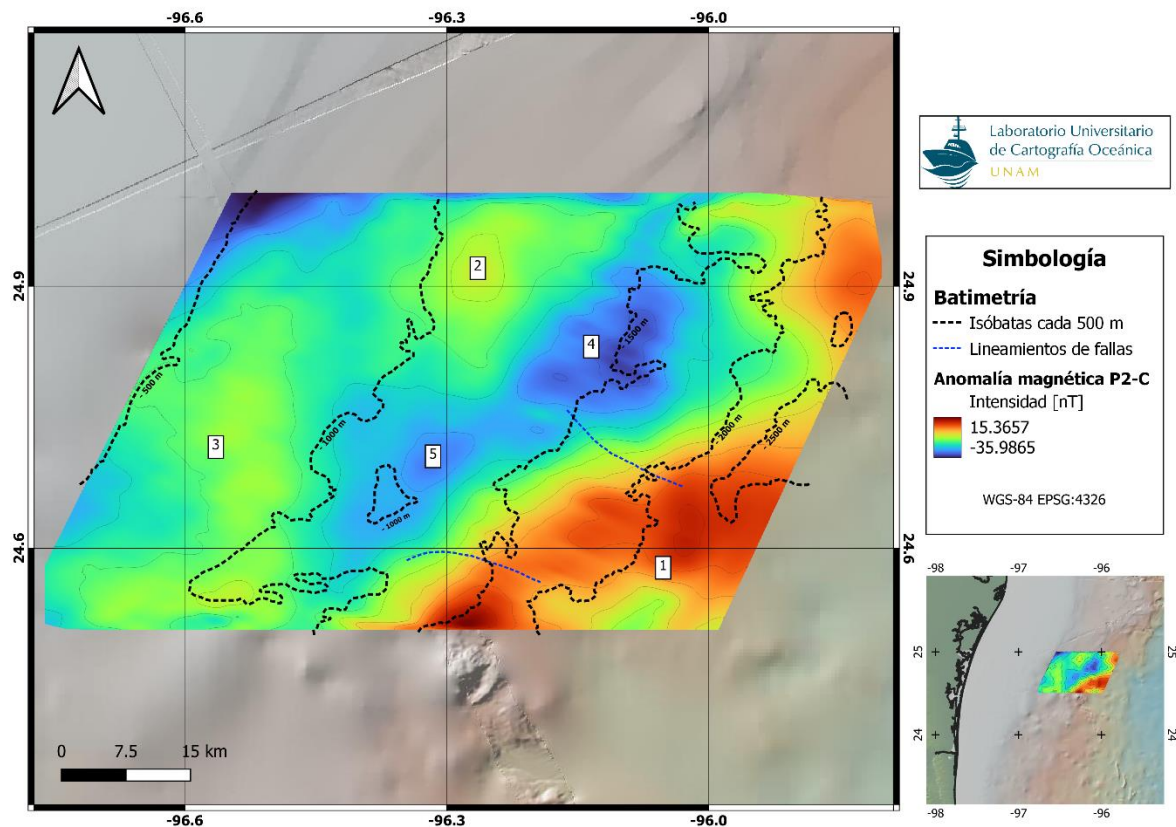 -96.6 -96.3 -96.0
24.9 24.9
24.6 24.6
-500 m
-1000 m
-1000 m
-1500 m
-2000 m
-2500 m
2
4
3
5
1
0 7.5 15 km
-96.6 -96.3 -96.0
Laboratorio Universitario
de Cartografía Oceánica
UNAM
Simbología
Batimetría
Isóbatas cada 500 m
Lineamientos de fallas
Anomalía magnética P2-C
Intensidad [nT]
15.3657
-35.9865
WGS-84 EPSG:4326
-98 -97 -96
25 25
24 24
-98 -97 -96